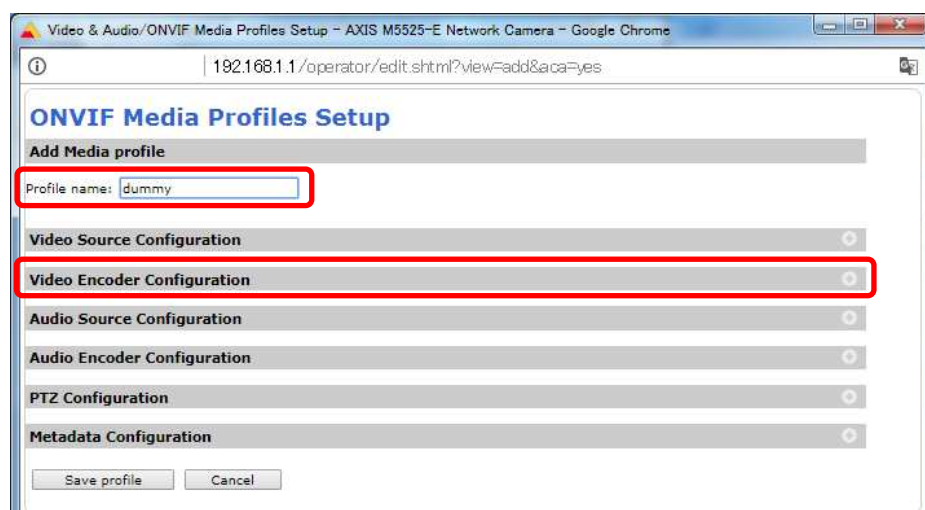 Video & Audio/ONVIF Media Profiles Setup - AXIS M5525-E Network Camera - Google Chrome
192.168.1.1/operator/edit.shtml?view=add&aca=yes
ONVIF Media Profiles Setup
Add Media profile
Profile name: dummy
Video Source Configuration
Video Encoder Configuration
Audio Source Configuration
Audio Encoder Configuration
PTZ Configuration
Metadata Configuration
Save profile Cancel